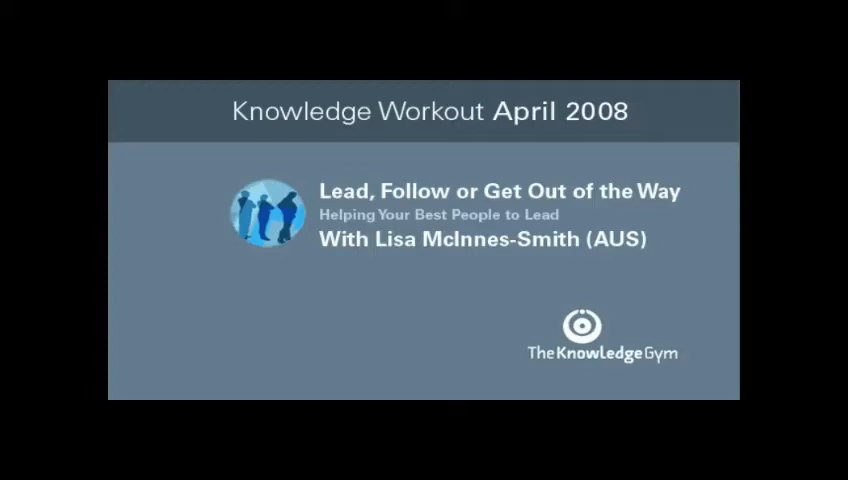 Knowledge Workout April 2008
Lead, Follow or Get Out of the Way
Helping Your Best People to Lead
With Lisa McInnes-Smith (AUS)
TheKnowledgeGym